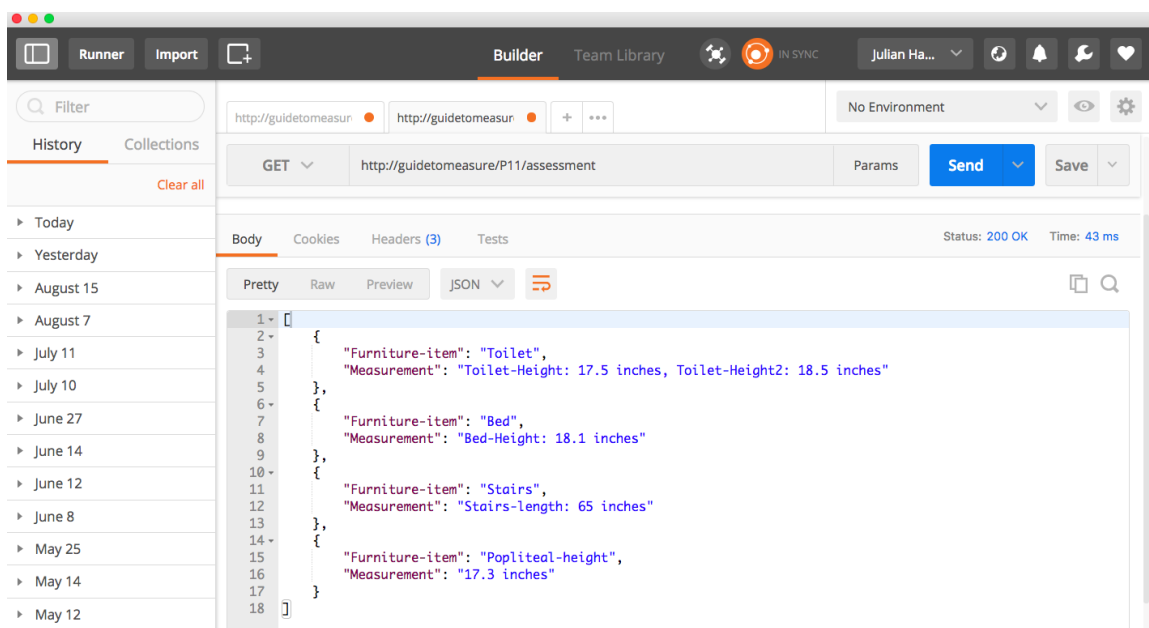 Runner Import Builder Team Library IN SYNC Julian Ha...
Filter
History Collections
Clear all
Today
Yesterday
August 15
August 7
July 11
July 10
June 27
June 14
June 12
June 8
May 25
May 14
May 12
http://guidetomeasur http://guidetomeasur + ••• No Environment
GET http://guidetomeasure/P11/assessment Params Send Save
Body Cookies Headers (3) Tests Status: 200 OK Time: 43 ms
Pretty Raw Preview JSON
1 [
2 {
3 "Furniture-item": "Toilet",
4 "Measurement": "Toilet-Height: 17.5 inches, Toilet-Height2: 18.5 inches"
5 },
6 {
7 "Furniture-item": "Bed",
8 "Measurement": "Bed-Height: 18.1 inches"
9 },
10 {
11 "Furniture-item": "Stairs",
12 "Measurement": "Stairs-length: 65 inches"
13 },
14 {
15 "Furniture-item": "Popliteal-height",
16 "Measurement": "17.3 inches"
17 }
18 ]